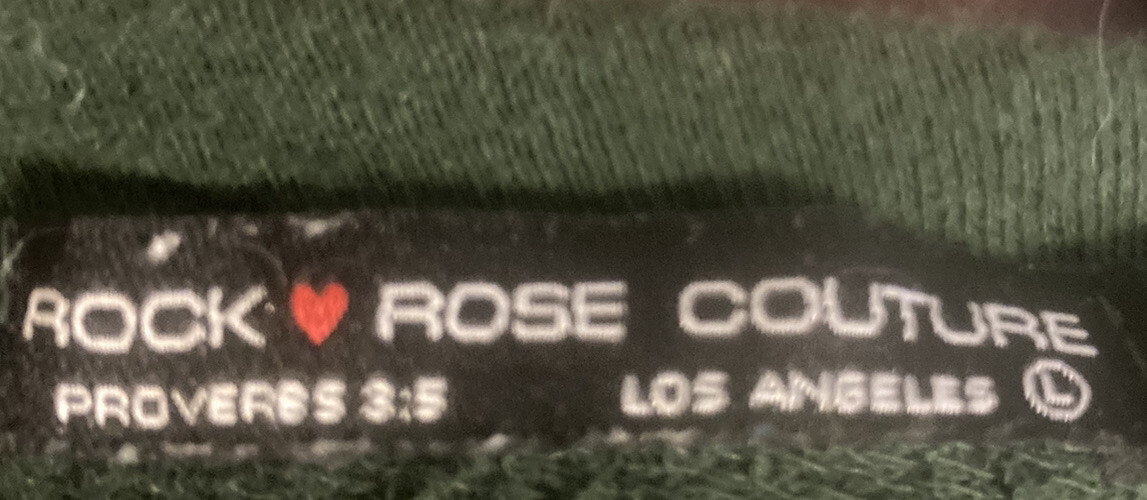 ROCK ♥ ROSE COUTURE
PROVERBS 3:5 LOS ANGELES Ⓛ